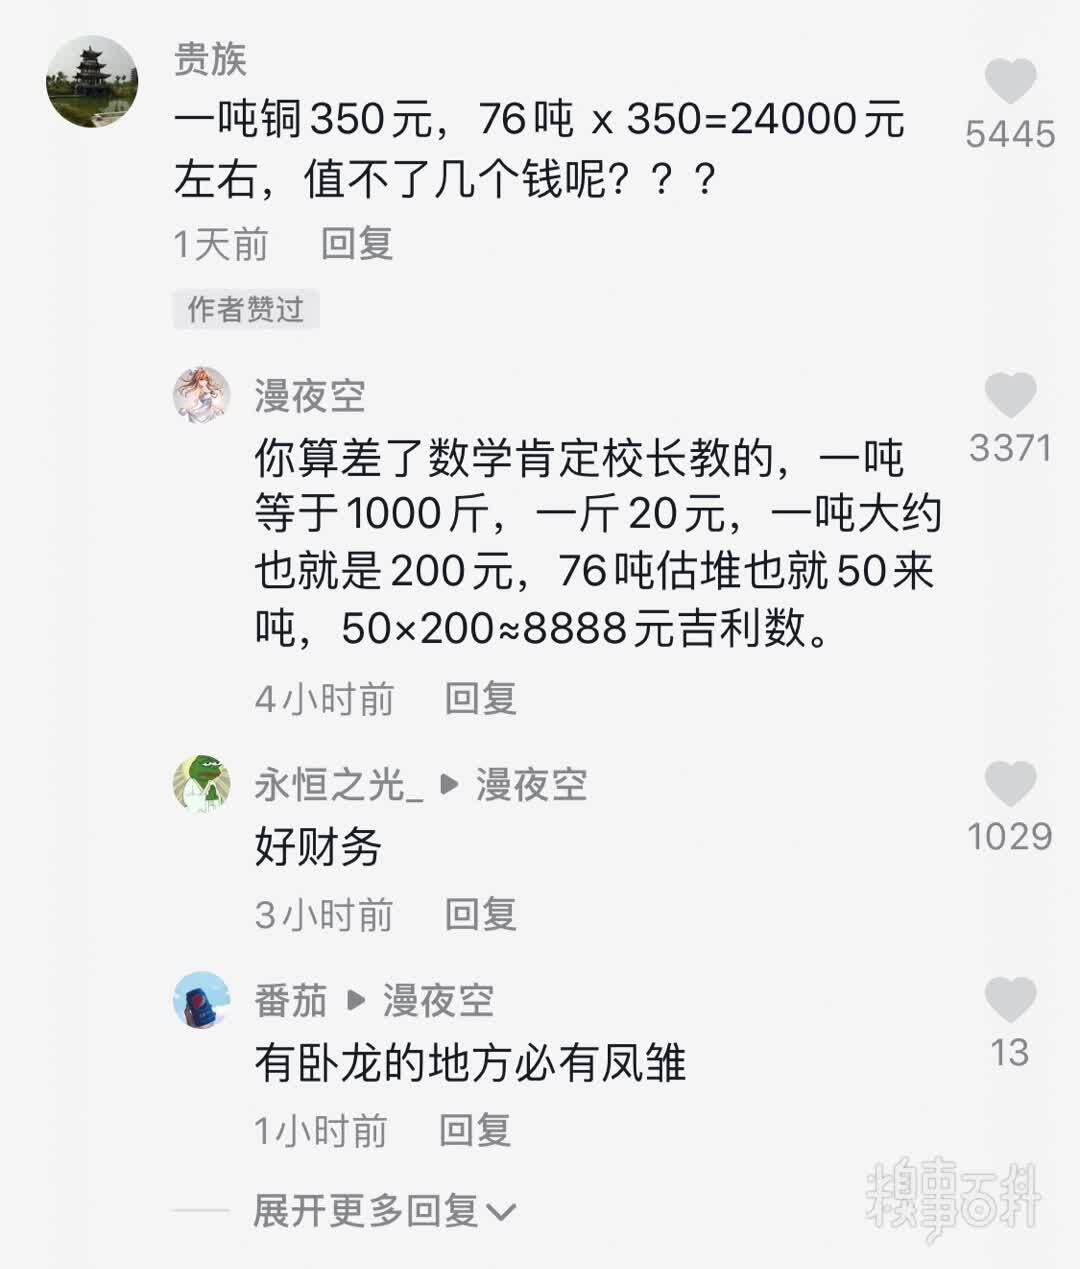 贵族
一吨铜350元，76吨 x 350=24000元
左右，值不了几个钱呢？？？
5445
1天前 回复
作者赞过
漫夜空
你算差了数学肯定校长教的，一吨
等于1000斤，一斤20元，一吨大约
也就是200元，76吨估堆也就50来
吨，50×200≈8888元吉利数。
3371
4小时前 回复
永恒之光_ ▶ 漫夜空
好财务
1029
3小时前 回复
番茄 ▶ 漫夜空
有卧龙的地方必有凤雏
13
1小时前 回复
展开更多回复
糗事百科